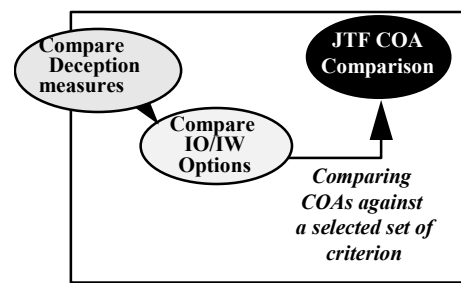 Compare
Deception
measures
JTF COA
Comparison
Compare
IO/IW
Options
Comparing
COAs against
a selected set of
criterion